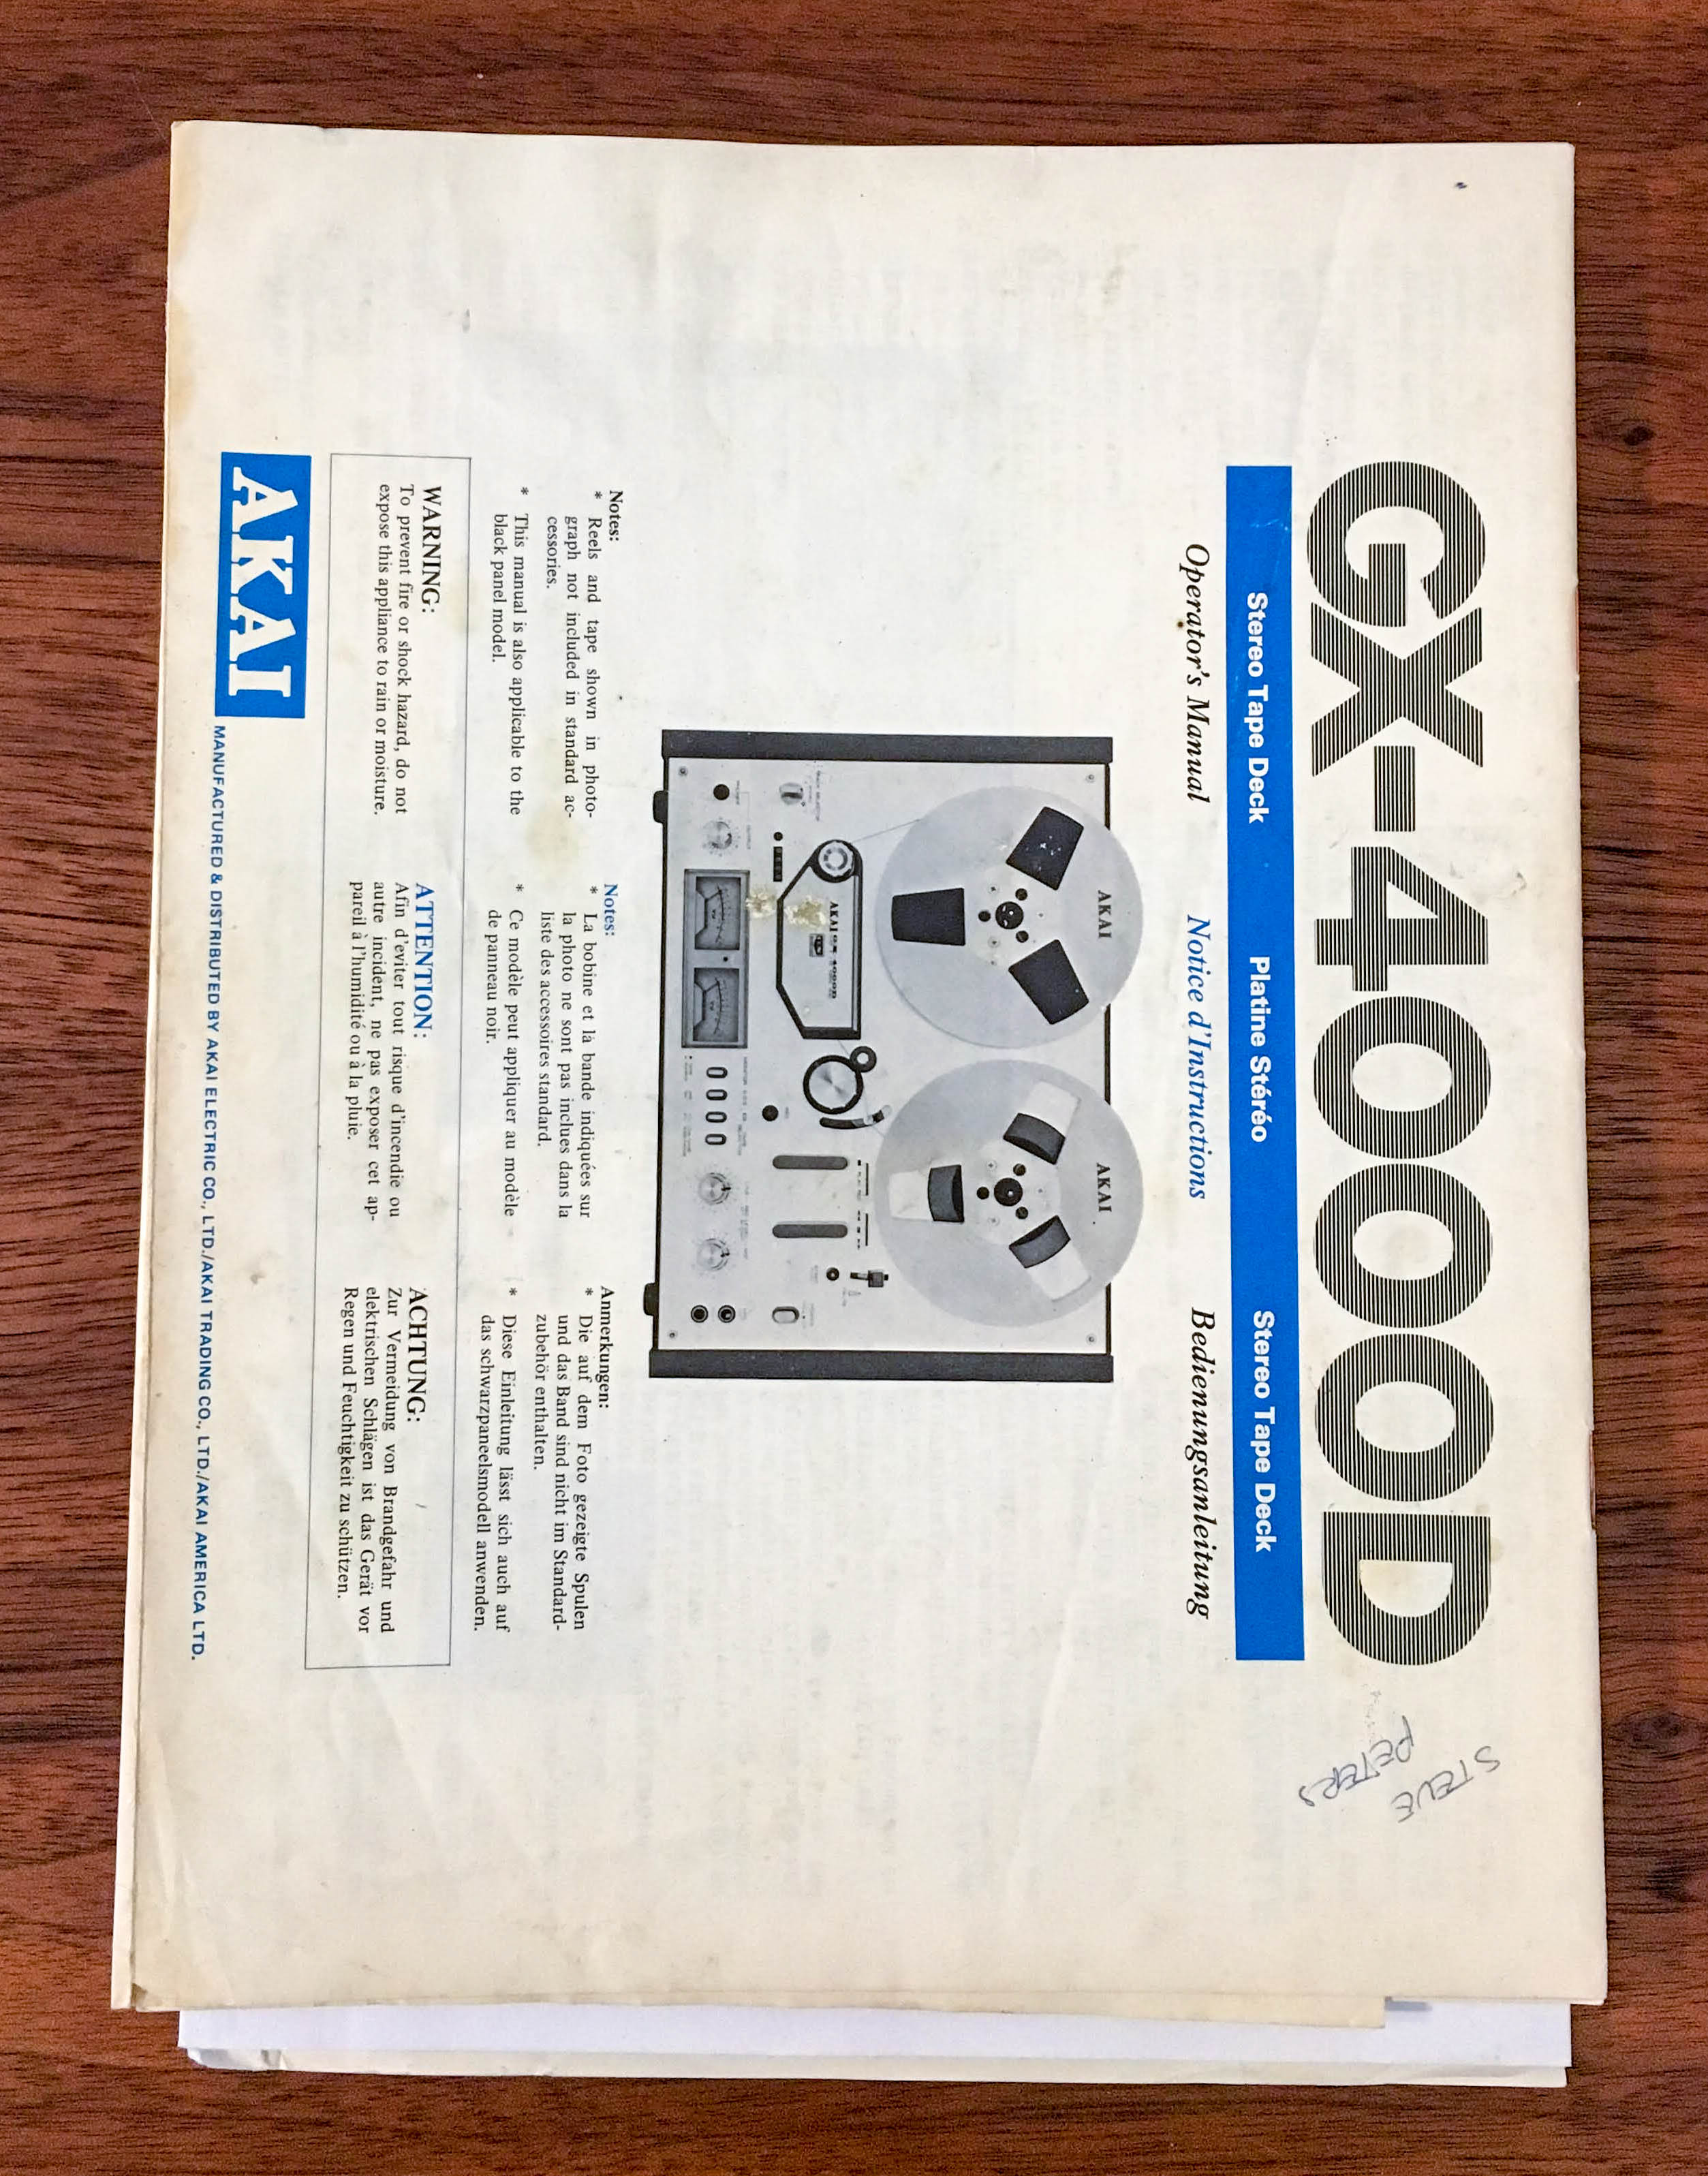 GX-4000D
STEVE
PETERS
Stereo Tape Deck Platine Stéréo Stereo Tape Deck
Operator's Manual Notice d'Instructions Bedienungsanleitung
AKAI AKAI
AKAI GX-4000D
Notes:
* Reels and tape shown in photo-
graph not included in standard ac-
cessories.
* This manual is also applicable to the
black panel model.
Notes:
* La bobine et là bande indiquées sur
la photo ne sont pas inclues dans la
liste des accessoires standard.
* Ce modèle peut appliquer au modèle
de panneau noir.
Anmerkungen:
* Die auf dem Foto gezeigte Spulen
und das Band sind nicht im Standard-
zubehör enthalten.
* Diese Einleitung lässt sich auch auf
das schwarzpaneelsmodell anwenden.
WARNING:
To prevent fire or shock hazard, do not
expose this appliance to rain or moisture.
ATTENTION:
Afin d'eviter tout risque d'incendie ou
autre incident, ne pas exposer cet ap-
pareil à l'humidité ou à la pluie.
ACHTUNG:
Zur Vermeidung von Brandgefahr und
elektrischen Schlägen ist das Gerät vor
Regen und Feuchtigkeit zu schützen.
AKAI MANUFACTURED & DISTRIBUTED BY AKAI ELECTRIC CO., LTD./AKAI TRADING CO., LTD./AKAI AMERICA LTD.